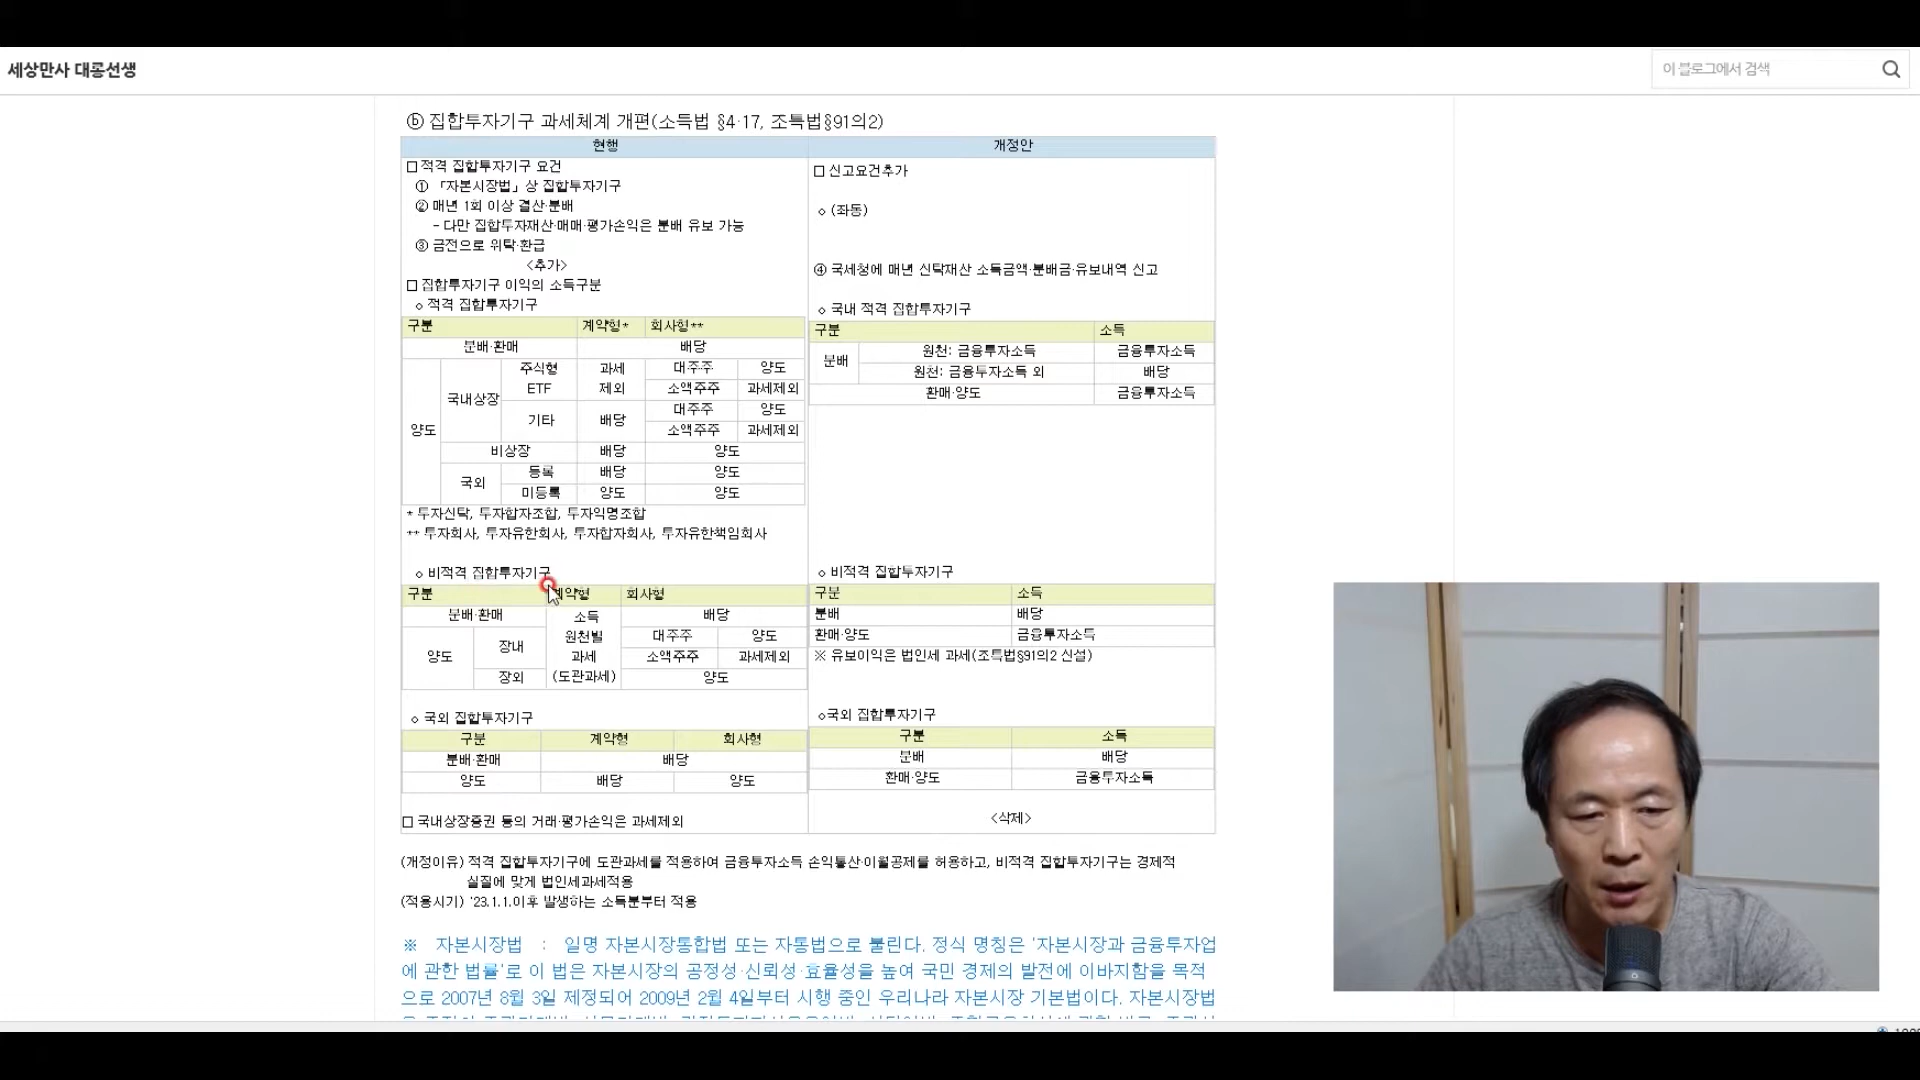 세상만사 대롱선생
이 블로그에서 검색
ⓑ 집합투자기구 과세체계 개편(소득법 §4·17, 조특법§91의2)
현행
개정안
□ 적격 집합투자기구 요건
① 「자본시장법」상 집합투자기구
② 매년 1회 이상 결산·분배
- 다만 집합투자재산·매매·평가손익은 분배 유보 가능
③ 금전으로 위탁·환급
<추가>
□ 집합투자기구 이익의 소득구분
◇ 적격 집합투자기구
구분 계약형* 회사형**
분배·환매 배당
양도 국내상장 주식형 ETF 과세 제외 대주주 양도
소액주주 과세제외
기타 배당 대주주 양도
소액주주 과세제외
비상장 배당 양도
국외 등록 배당 양도
미등록 양도 양도
* 투자신탁, 투자합자조합, 투자익명조합
** 투자회사, 투자유한회사, 투자합자회사, 투자유한책임회사
◇ 비적격 집합투자기구
구분 계약형 회사형
분배·환매 소득 원천별 과세 (도관과세) 배당
양도 장내 대주주 양도
소액주주 과세제외
장외 양도
◇ 국외 집합투자기구
구분 계약형 회사형
분배·환매 배당
양도 배당 양도
□ 국내상장증권 등의 거래·평가손익은 과세제외
□ 신고요건추가
◇ (좌동)
④ 국세청에 매년 신탁재산 소득금액·분배금·유보내역 신고
◇ 국내 적격 집합투자기구
구분 소득
분배 원천: 금융투자소득 금융투자소득
원천: 금융투자소득 외 배당
환매·양도 금융투자소득
◇ 비적격 집합투자기구
구분 소득
분배 배당
환매·양도 금융투자소득
※ 유보이익은 법인세 과세(조특법§91의2 신설)
◇국외 집합투자기구
구분 소득
분배 배당
환매·양도 금융투자소득
<삭제>
(개정이유) 적격 집합투자기구에 도관과세를 적용하여 금융투자소득 손익통산·이월공제를 허용하고, 비적격 집합투자기구는 경제적
실질에 맞게 법인세과세적용
(적용시기) '23.1.1.이후 발생하는 소득분부터 적용
※ 자본시장법 : 일명 자본시장통합법 또는 자통법으로 불린다. 정식 명칭은 '자본시장과 금융투자업
에 관한 법률'로 이 법은 자본시장의 공정성·신뢰성·효율성을 높여 국민 경제의 발전에 이바지함을 목적
으로 2007년 8월 3일 제정되어 2009년 2월 4일부터 시행 중인 우리나라 자본시장 기본법이다. 자본시장법